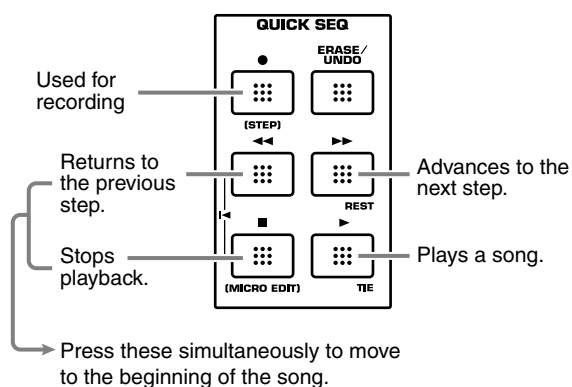 QUICK SEQ
ERASE/
UNDO
Used for
recording
(STEP)
Returns to
the previous
step.
Advances to the
next step.
REST
Stops
playback.
Plays a song.
(MICRO EDIT)
TIE
Press these simultaneously to move
to the beginning of the song.